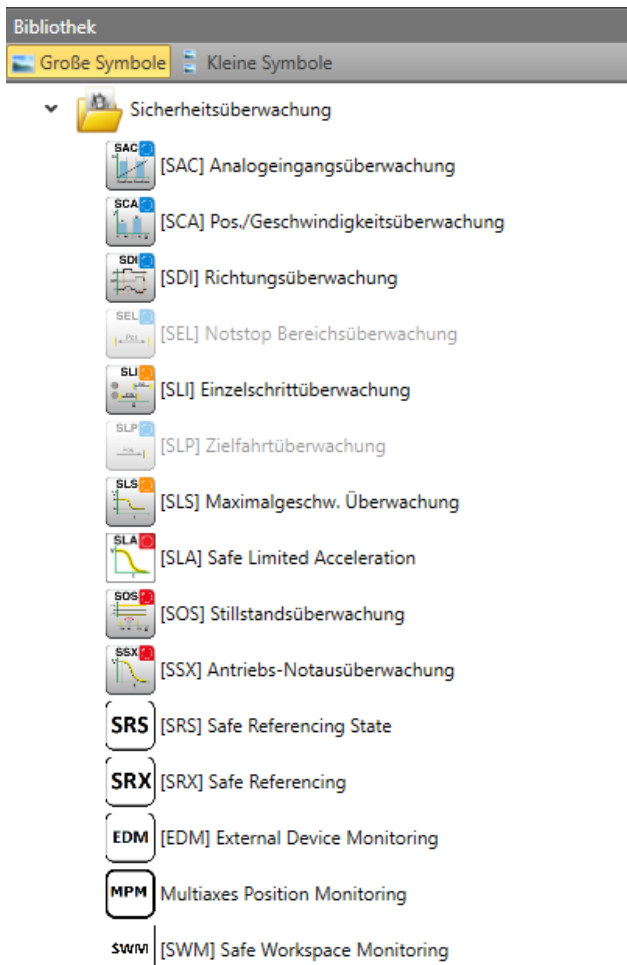 Bibliothek
Große Symbole Kleine Symbole
Sicherheitsüberwachung
SAC [SAC] Analogeingangsüberwachung
SCA [SCA] Pos./Geschwindigkeitsüberwachung
SDI [SDI] Richtungsüberwachung
SEL [SEL] Notstop Bereichsüberwachung
SLI [SLI] Einzelschrittüberwachung
SLP [SLP] Zielfahrtüberwachung
SLS [SLS] Maximalgeschw. Überwachung
SLA [SLA] Safe Limited Acceleration
SOS [SOS] Stillstandsüberwachung
SSX [SSX] Antriebs-Notausüberwachung
SRS [SRS] Safe Referencing State
SRX [SRX] Safe Referencing
EDM [EDM] External Device Monitoring
MPM Multiaxes Position Monitoring
SWM [SWM] Safe Workspace Monitoring